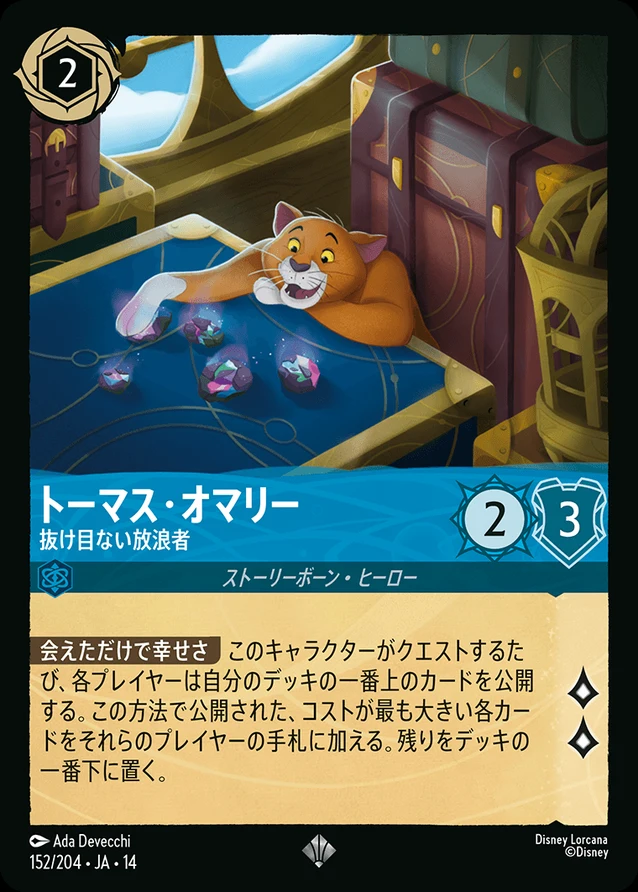 2
トーマス・オマリー
抜け目ない放浪者
2
3
ストーリーボーン・ヒーロー
会えただけで幸せさ このキャラクターがクエストするた
び、各プレイヤーは自分のデッキの一番上のカードを公開
する。この方法で公開された、コストが最も大きい各カー
ドをそれらのプレイヤーの手札に加える。残りをデッキの
一番下に置く。
Ada Devecchi
Disney Lorcana
152/204 • JA • 14
©Disney